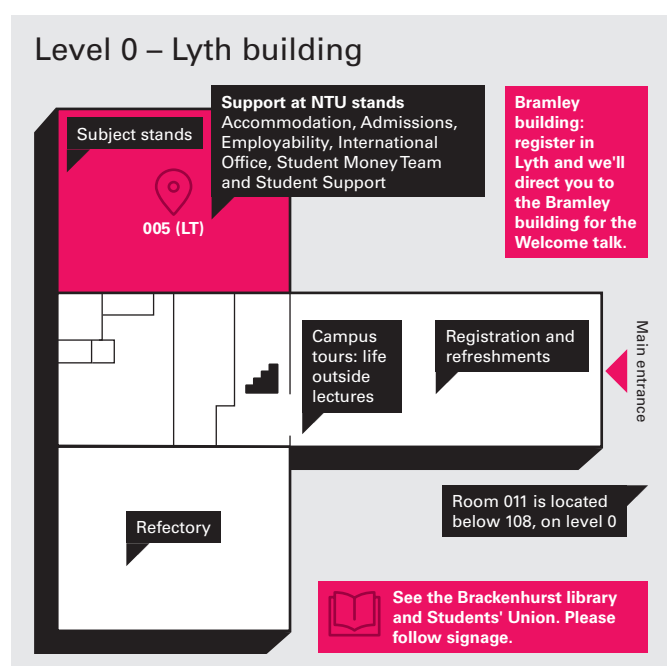 Level 0 – Lyth building
Support at NTU stands
Accommodation, Admissions,
Employability, International
Office, Student Money Team
and Student Support
Subject stands
005 (LT)
Bramley
building:
register in
Lyth and we'll
direct you to
the Bramley
building for the
Welcome talk.
Campus
tours: life
outside
lectures
Registration and
refreshments
Main entrance
Room 011 is located
below 108, on level 0
Refectory
See the Brackenhurst library
and Students' Union. Please
follow signage.